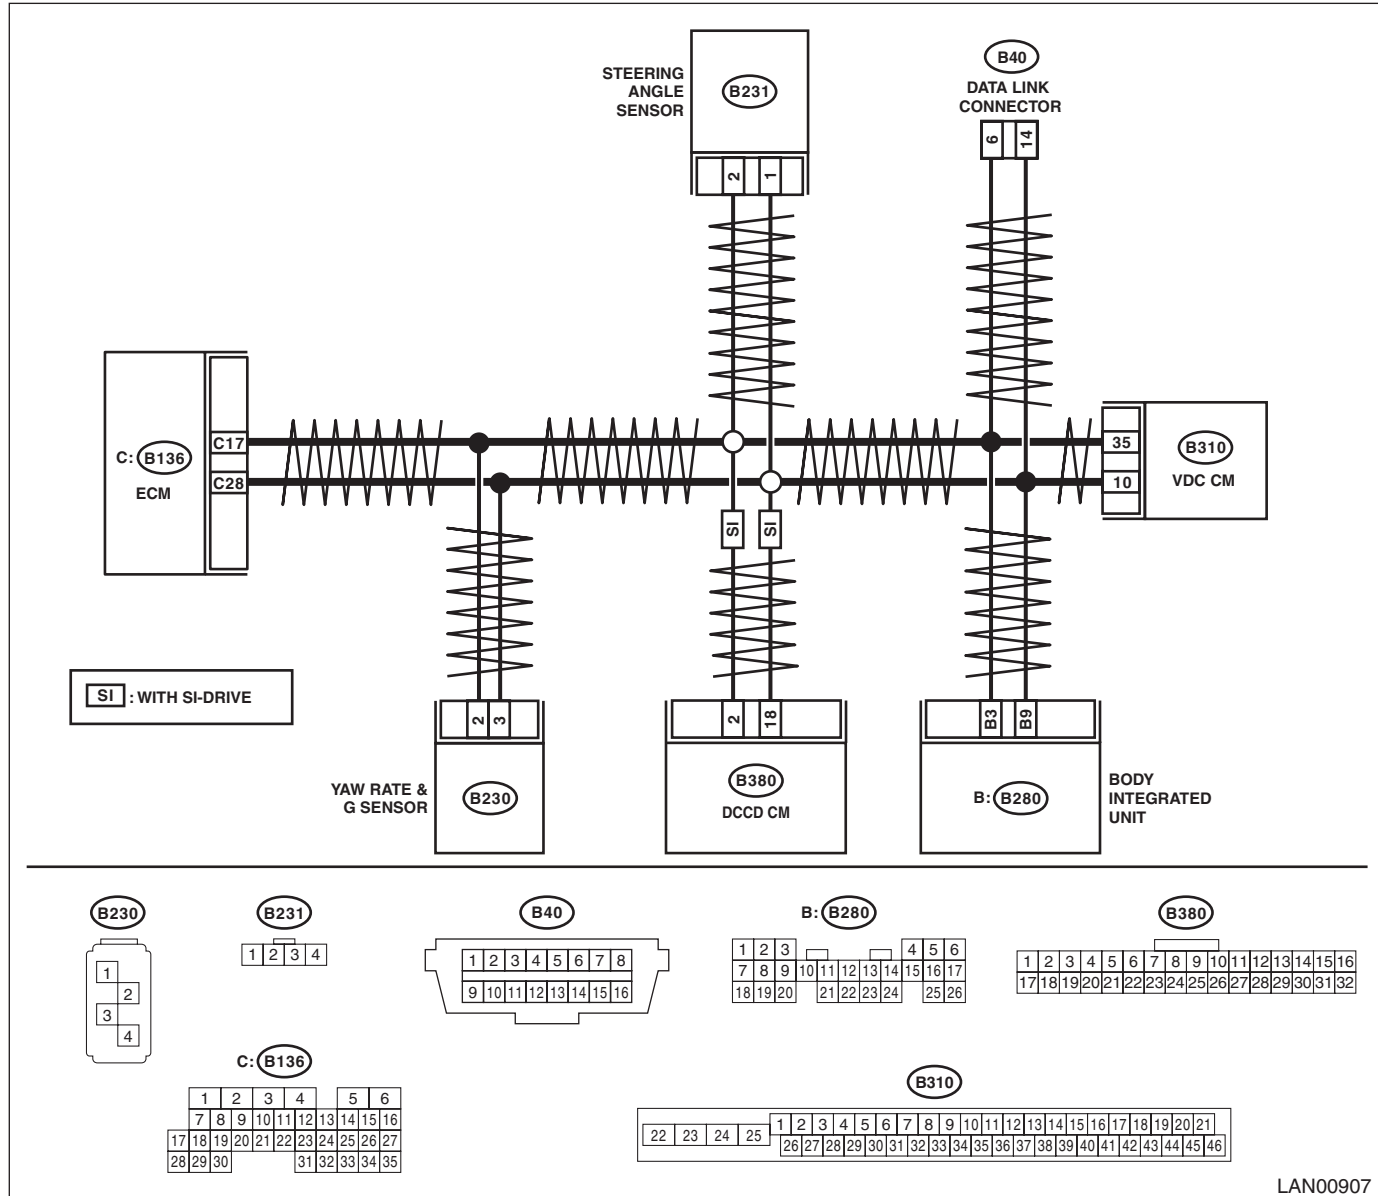 STEERING
ANGLE
SENSOR
B231
2
1
B40
DATA LINK
CONNECTOR
6
14
C: B136
ECM
C17
C28
35
10
B310
VDC CM
SI
SI
SI : WITH SI-DRIVE
2
3
YAW RATE &
G SENSOR
B230
2
18
B380
DCCD CM
B3
B9
B: B280
BODY
INTEGRATED
UNIT
B230
1
2
3
4
B231
1 2 3 4
B40
1 2 3 4 5 6 7 8
9 10 11 12 13 14 15 16
B: B280
1 2 3 4 5 6
7 8 9 10 11 12 13 14 15 16 17
18 19 20 21 22 23 24 25 26
B380
1 2 3 4 5 6 7 8 9 10 11 12 13 14 15 16
17 18 19 20 21 22 23 24 25 26 27 28 29 30 31 32
C: B136
1 2 3 4 5 6
7 8 9 10 11 12 13 14 15 16
17 18 19 20 21 22 23 24 25 26 27
28 29 30 31 32 33 34 35
B310
22 23 24 25 1 2 3 4 5 6 7 8 9 10 11 12 13 14 15 16 17 18 19 20 21
26 27 28 29 30 31 32 33 34 35 36 37 38 39 40 41 42 43 44 45 46
LAN00907